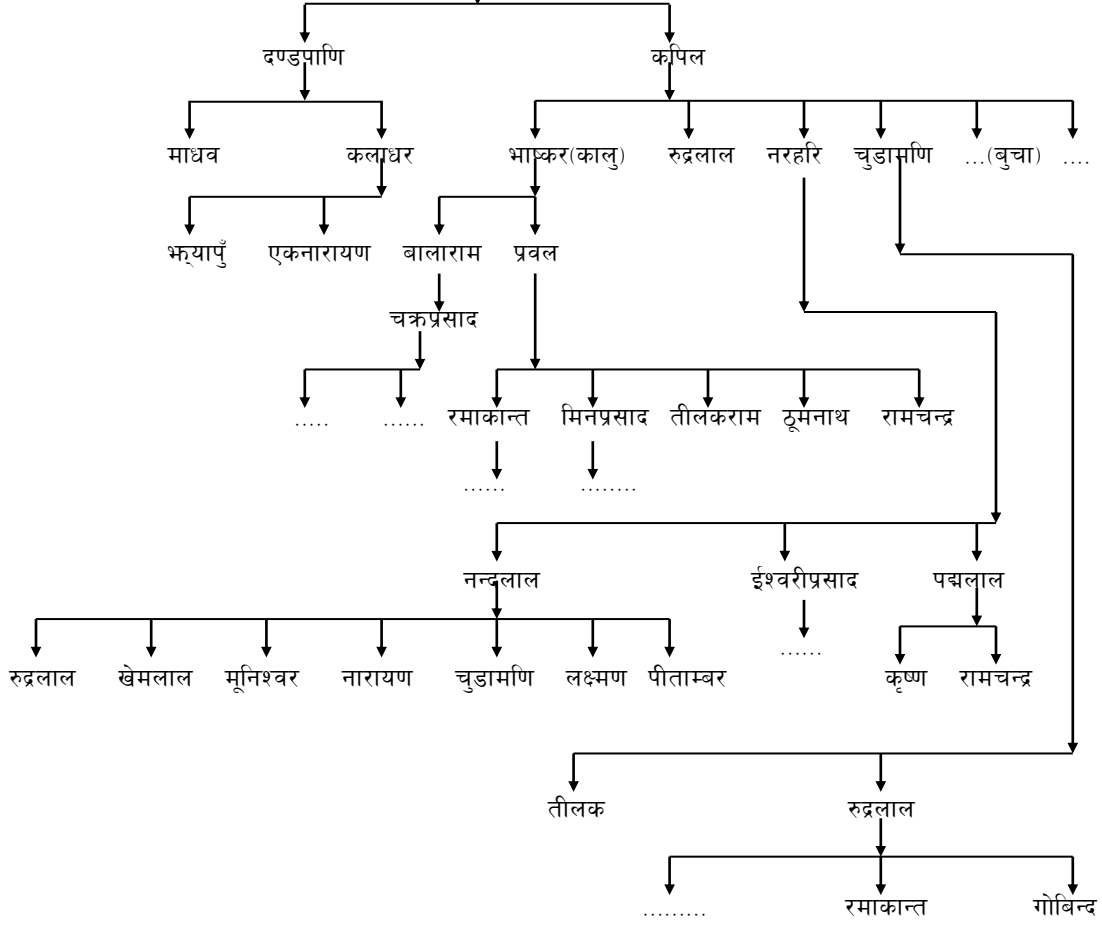 दण्डपाणि कपिल
माधव कलाधर भाष्कर(कालु) रुद्रलाल नरहरि चुडामणि ...(बुचा) ....
भ्यापुँ एकनारायण बालाराम प्रवल
चक्रप्रसाद
..... ...... रमाकान्त मिनप्रसाद तीलकराम ठूमनाथ रामचन्द्र
...... ........
नन्दलाल ईश्वरीप्रसाद पद्मलाल
......
रुद्रलाल खेमलाल मूनिश्वर नारायण चुडामणि लक्ष्मण पीताम्बर कृष्ण रामचन्द्र
तीलक रुद्रलाल
......... रमाकान्त गोबिन्द